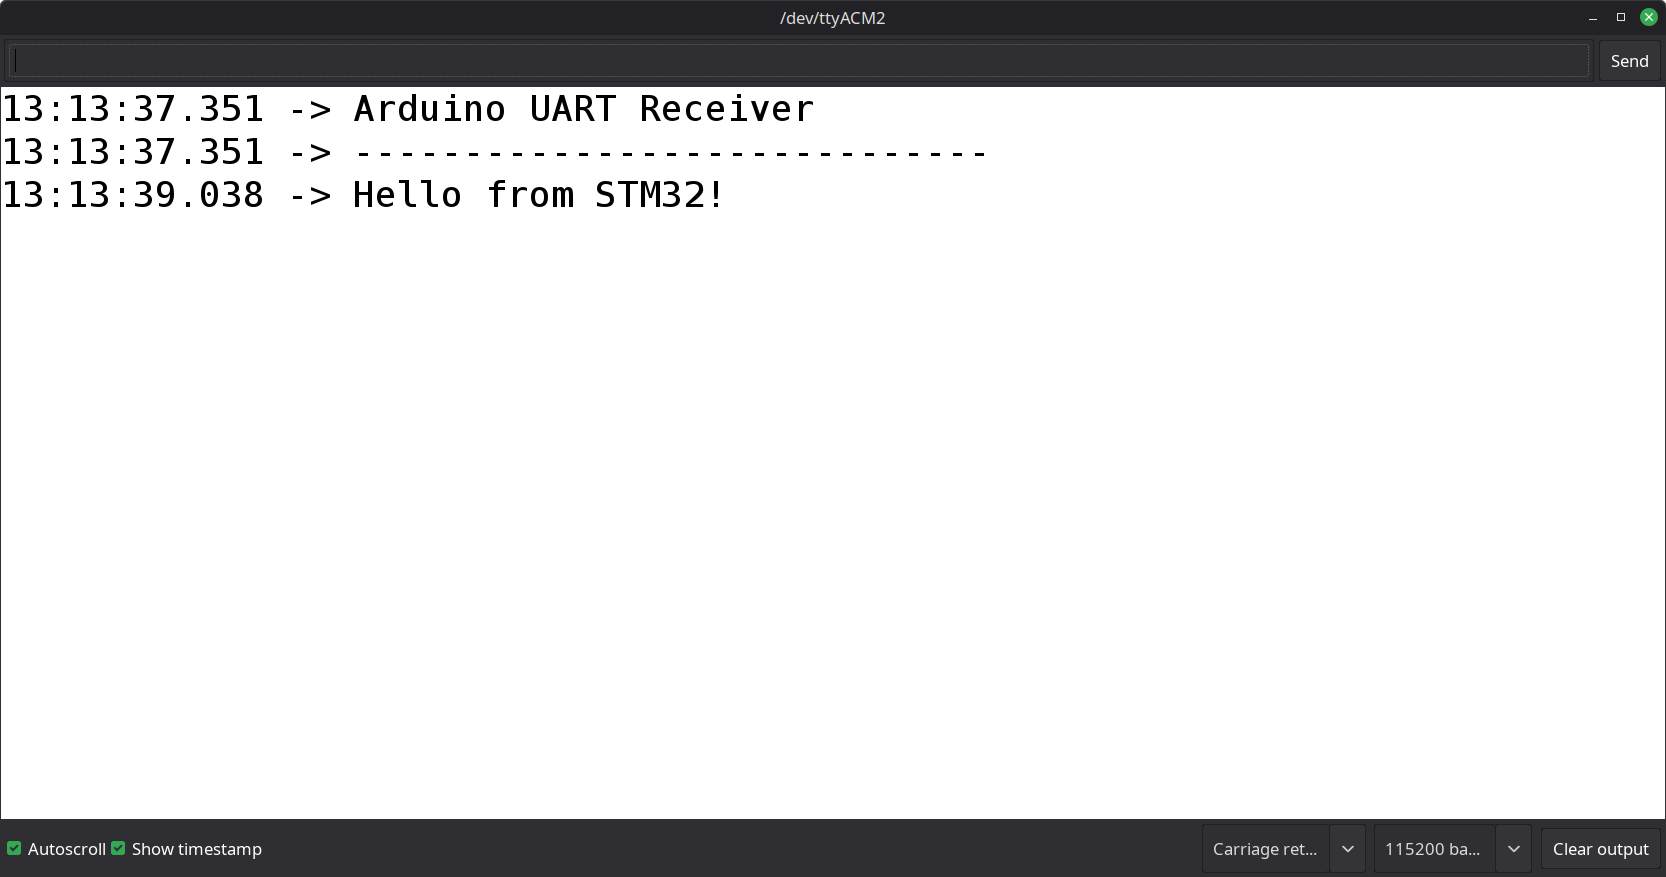 /dev/ttyACM2
Send
13:13:37.351 -> Arduino UART Receiver
13:13:37.351 -> -----------------------------
13:13:39.038 -> Hello from STM32!
Autoscroll Show timestamp Carriage ret... 115200 ba... Clear output